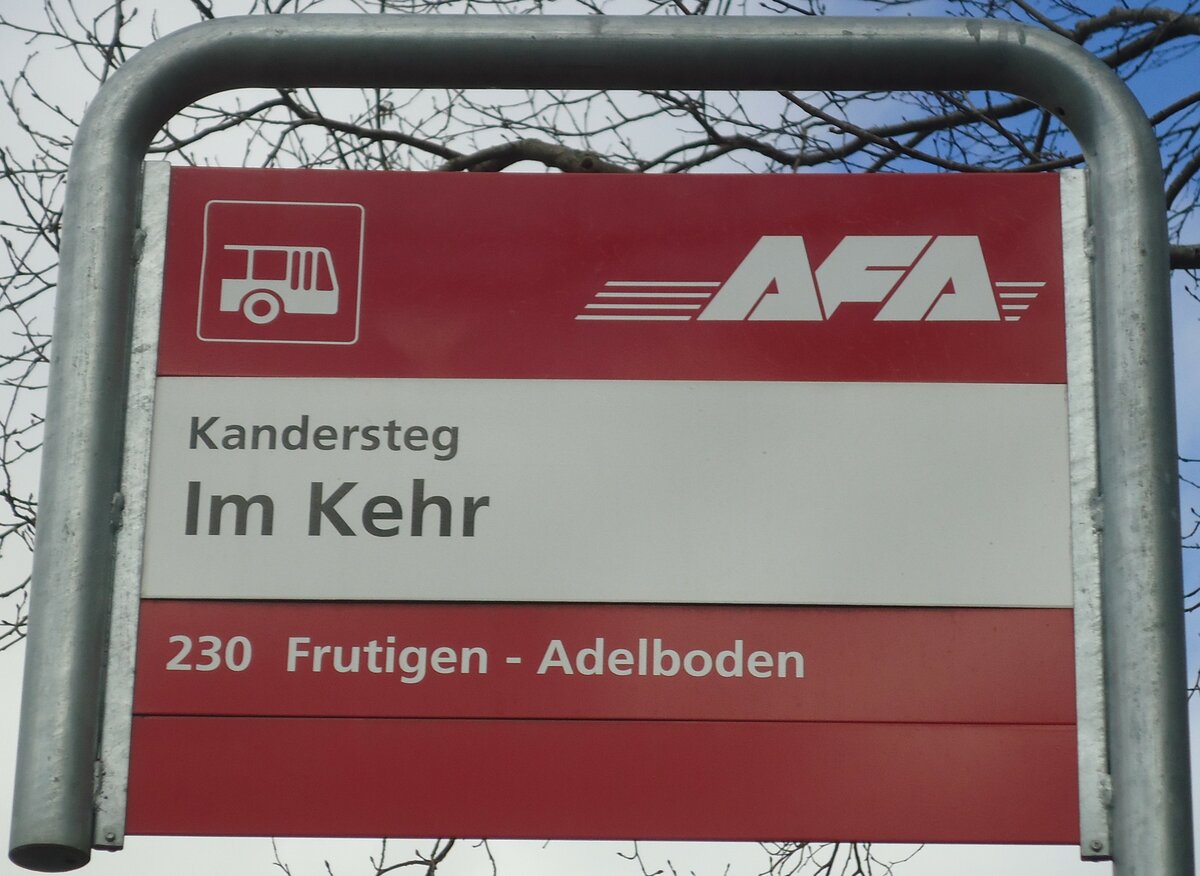 AFA
Kandersteg
Im Kehr
230 Frutigen - Adelboden